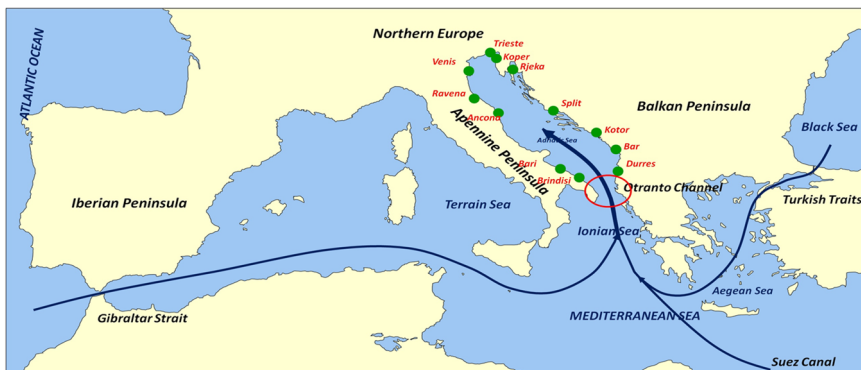 ATLANTIC OCEAN
Northern Europe
Trieste
Koper
Rjeka
Venis
Ravena
Ancona
Split
Balkan Peninsula
Black Sea
Kotor
Bar
Durres
Adriatic Sea
Apennine Peninsula
Bari
Brindisi
Otranto Channel
Turkish Traits
Iberian Peninsula
Terrain Sea
Ionian Sea
Aegean Sea
Gibraltar Strait
MEDITERRANEAN SEA
Suez Canal